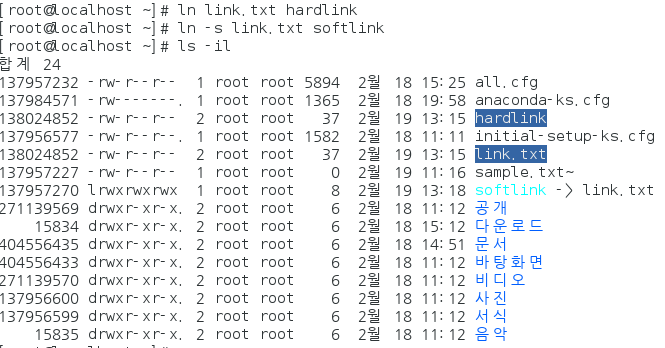 [root@localhost ~]# ln link.txt hardlink
[root@localhost ~]# ln -s link.txt softlink
[root@localhost ~]# ls -il
합계 24
137957232 -rw-r--r-- 1 root root 5894 2월 18 15:25 all.cfg
137984571 -rw-------. 1 root root 1365 2월 18 19:58 anaconda-ks.cfg
138024852 -rw-r--r-- 2 root root 37 2월 19 13:15 hardlink
137956577 -rw-r--r--. 1 root root 1582 2월 18 11:11 initial-setup-ks.cfg
138024852 -rw-r--r-- 2 root root 37 2월 19 13:15 link.txt
137957227 -rw-r--r-- 1 root root 0 2월 19 11:16 sample.txt~
137957270 lrwxrwxrwx 1 root root 8 2월 19 13:18 softlink -> link.txt
271139569 drwxr-xr-x. 2 root root 6 2월 18 11:12 공개
15834 drwxr-xr-x. 2 root root 6 2월 18 15:12 다운로드
404556435 drwxr-xr-x. 2 root root 6 2월 18 14:51 문서
404556433 drwxr-xr-x. 2 root root 6 2월 18 11:12 바탕화면
271139570 drwxr-xr-x. 2 root root 6 2월 18 11:12 비디오
137956600 drwxr-xr-x. 2 root root 6 2월 18 11:12 사진
137956599 drwxr-xr-x. 2 root root 6 2월 18 11:12 서식
15835 drwxr-xr-x. 2 root root 6 2월 18 11:12 음악